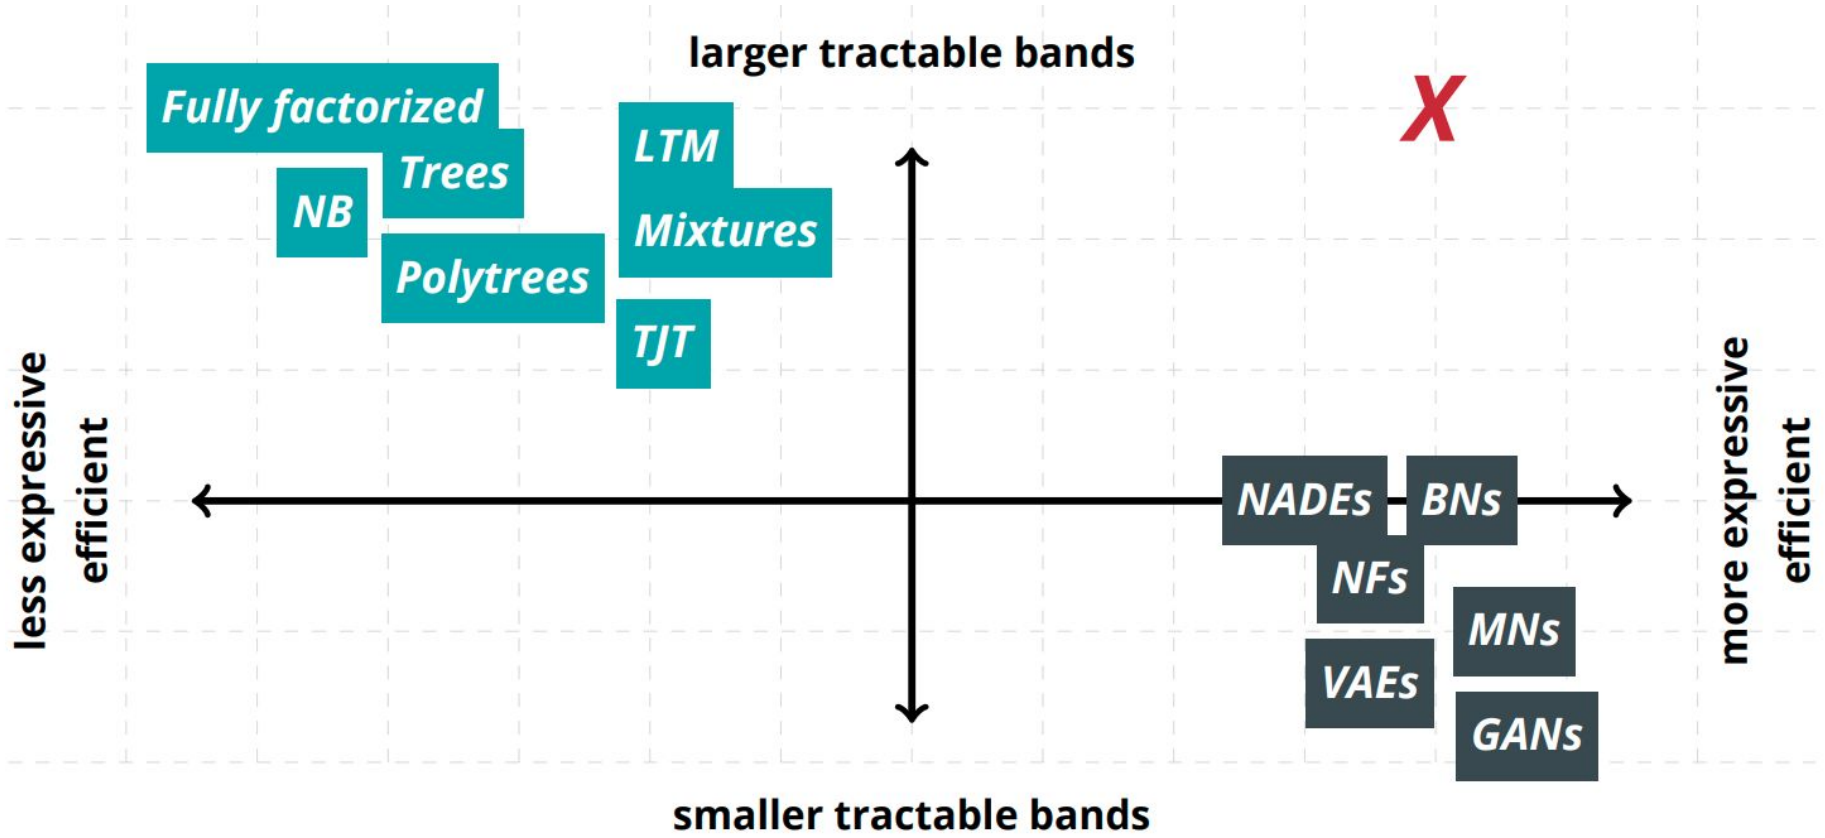 larger tractable bands
Fully factorized
X
LTM
Trees
NB
Mixtures
Polytrees
TJT
less expressive
efficient
more expressive
efficient
NADEs
BNs
NFs
MNs
VAEs
GANs
smaller tractable bands